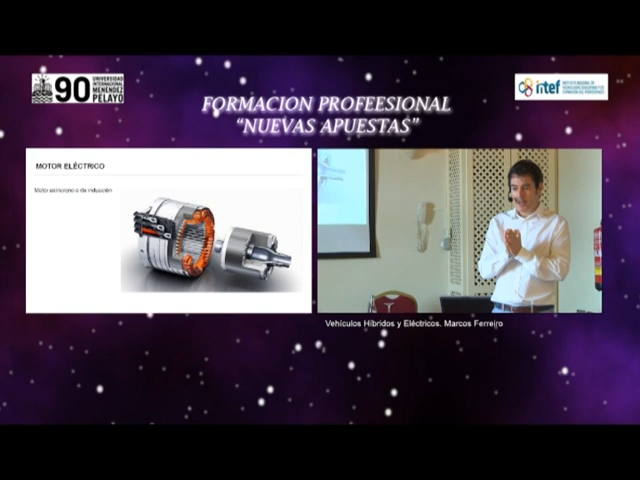 90
UNIVERSIDAD
INTERNACIONAL
MENENDEZ
PELAYO
FORMACION PROFEESIONAL
“NUEVAS APUESTAS”
intef
INSTITUTO NACIONAL DE
TECNOLOGÍAS EDUCATIVAS Y DE
FORMACIÓN DEL PROFESORADO
MOTOR ELÉCTRICO
Motor asíncrono o de inducción
Vehículos Híbridos y Eléctricos. Marcos Ferreiro